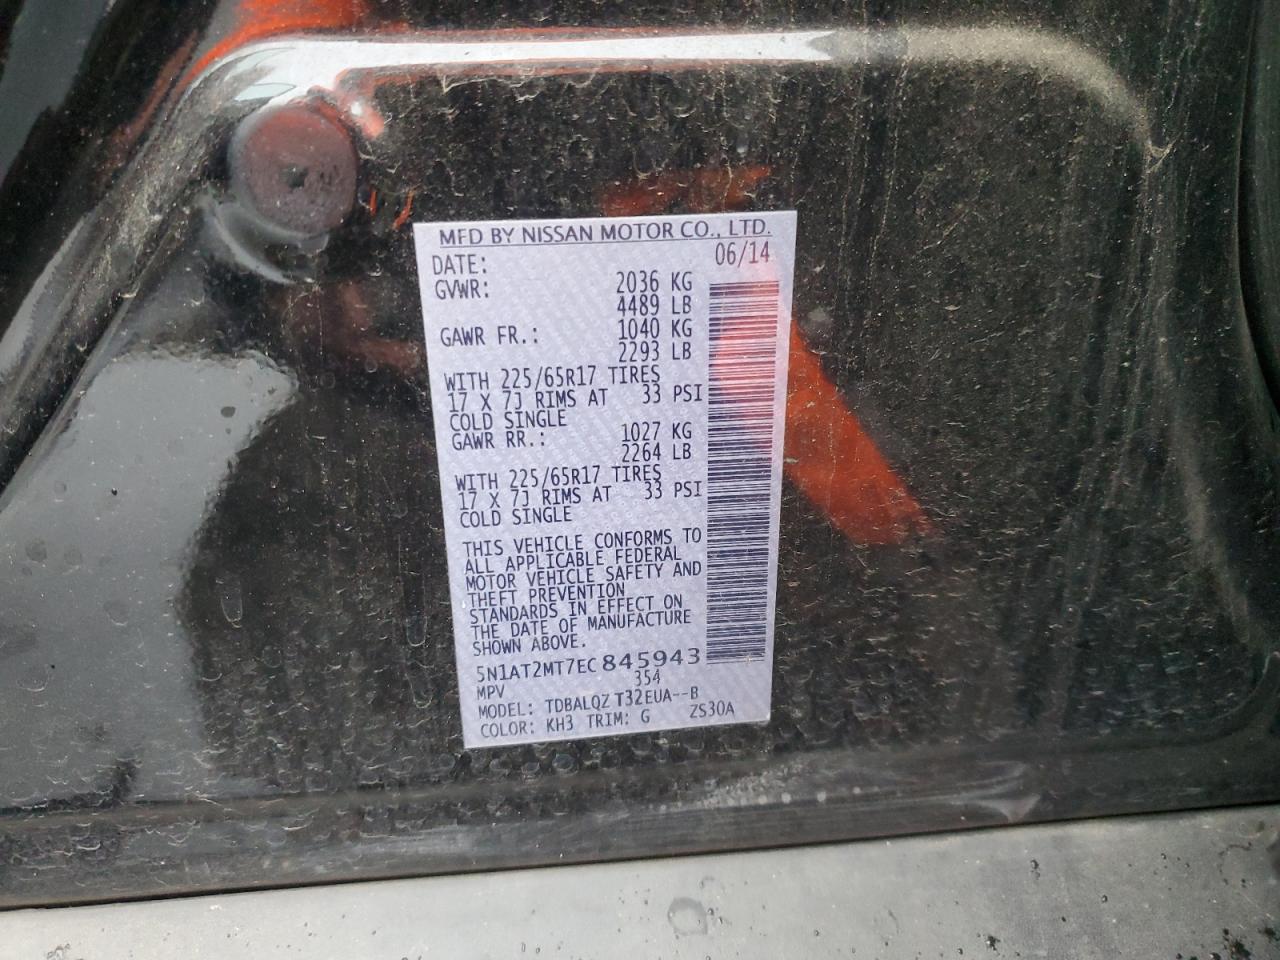 MFD BY NISSAN MOTOR CO., LTD.
DATE: 06/14
GVWR: 2036 KG
4489 LB
GAWR FR.: 1040 KG
2293 LB
WITH 225/65R17 TIRES
17 X 7J RIMS AT 33 PSI
COLD SINGLE
GAWR RR.: 1027 KG
2264 LB
WITH 225/65R17 TIRES
17 X 7J RIMS AT 33 PSI
COLD SINGLE
THIS VEHICLE CONFORMS TO
ALL APPLICABLE FEDERAL
MOTOR VEHICLE SAFETY AND
THEFT PREVENTION
STANDARDS IN EFFECT ON
THE DATE OF MANUFACTURE
SHOWN ABOVE.
5N1AT2MT7EC845943
MPV 354
MODEL: TDBALQZ T32EUA--B
COLOR: KH3 TRIM: G ZS30A